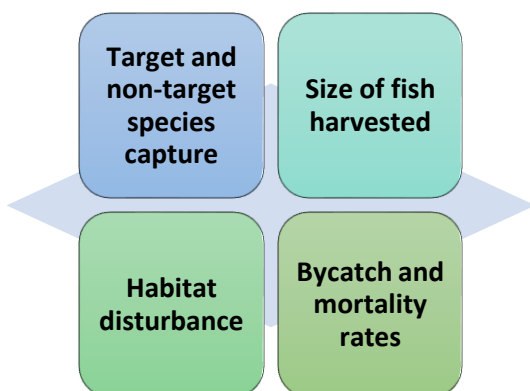 Target and
non-target
species
capture
Size of fish
harvested
Habitat
disturbance
Bycatch and
mortality
rates